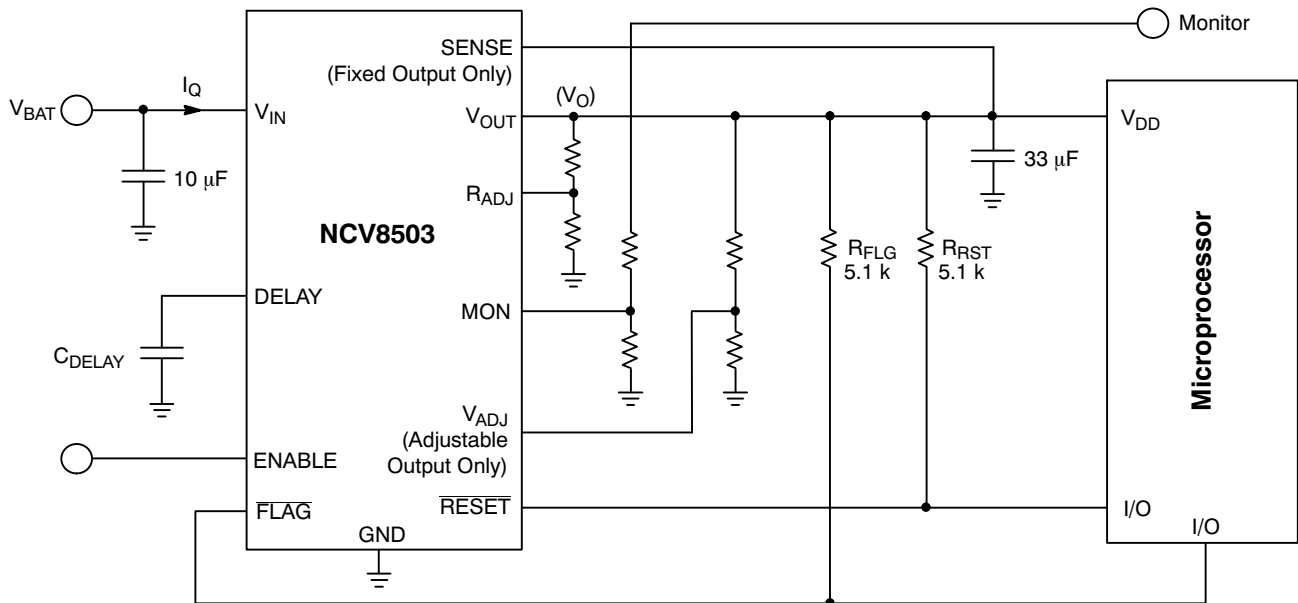 Monitor
SENSE
(Fixed Output Only)
V_BAT
I_Q
V_IN
(V_O)
V_OUT
V_DD
10 μF
33 μF
R_ADJ
NCV8503
R_FLG
5.1 k
R_RST
5.1 k
DELAY
MON
C_DELAY
Microprocessor
V_ADJ
(Adjustable
Output Only)
ENABLE
FLAG
RESET
I/O
I/O
GND